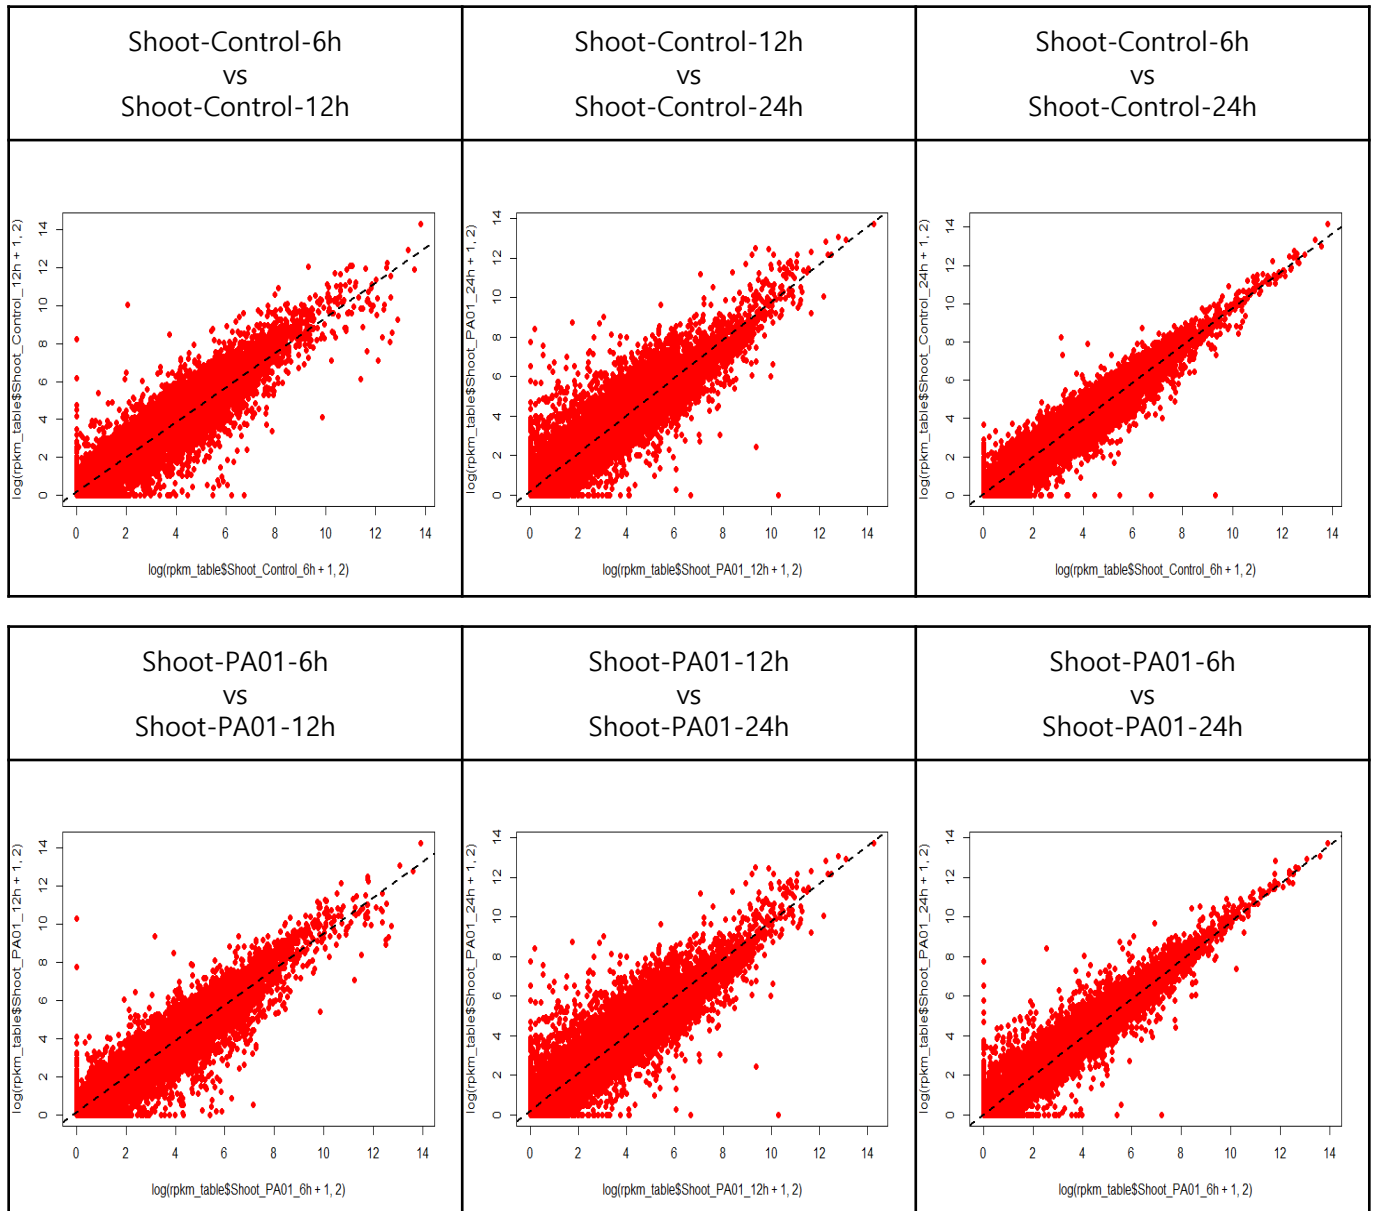 Shoot-Control-6h
vs
Shoot-Control-12h
Shoot-Control-12h
vs
Shoot-Control-24h
Shoot-Control-6h
vs
Shoot-Control-24h
log(rpkm_table$Shoot_Control_12h + 1, 2)
0 2 4 6 8 10 12 14
0 2 4 6 8 10 12 14
log(rpkm_table$Shoot_Control_6h + 1, 2)
log(rpkm_table$Shoot_PA01_24h + 1, 2)
0 2 4 6 8 10 12 14
0 2 4 6 8 10 12 14
log(rpkm_table$Shoot_PA01_12h + 1, 2)
log(rpkm_table$Shoot_Control_24h + 1, 2)
0 2 4 6 8 10 12 14
0 2 4 6 8 10 12 14
log(rpkm_table$Shoot_Control_6h + 1, 2)
Shoot-PA01-6h
vs
Shoot-PA01-12h
Shoot-PA01-12h
vs
Shoot-PA01-24h
Shoot-PA01-6h
vs
Shoot-PA01-24h
log(rpkm_table$Shoot_PA01_12h + 1, 2)
0 2 4 6 8 10 12 14
0 2 4 6 8 10 12 14
log(rpkm_table$Shoot_PA01_6h + 1, 2)
log(rpkm_table$Shoot_PA01_24h + 1, 2)
0 2 4 6 8 10 12 14
0 2 4 6 8 10 12 14
log(rpkm_table$Shoot_PA01_12h + 1, 2)
log(rpkm_table$Shoot_PA01_24h + 1, 2)
0 2 4 6 8 10 12 14
0 2 4 6 8 10 12 14
log(rpkm_table$Shoot_PA01_6h + 1, 2)